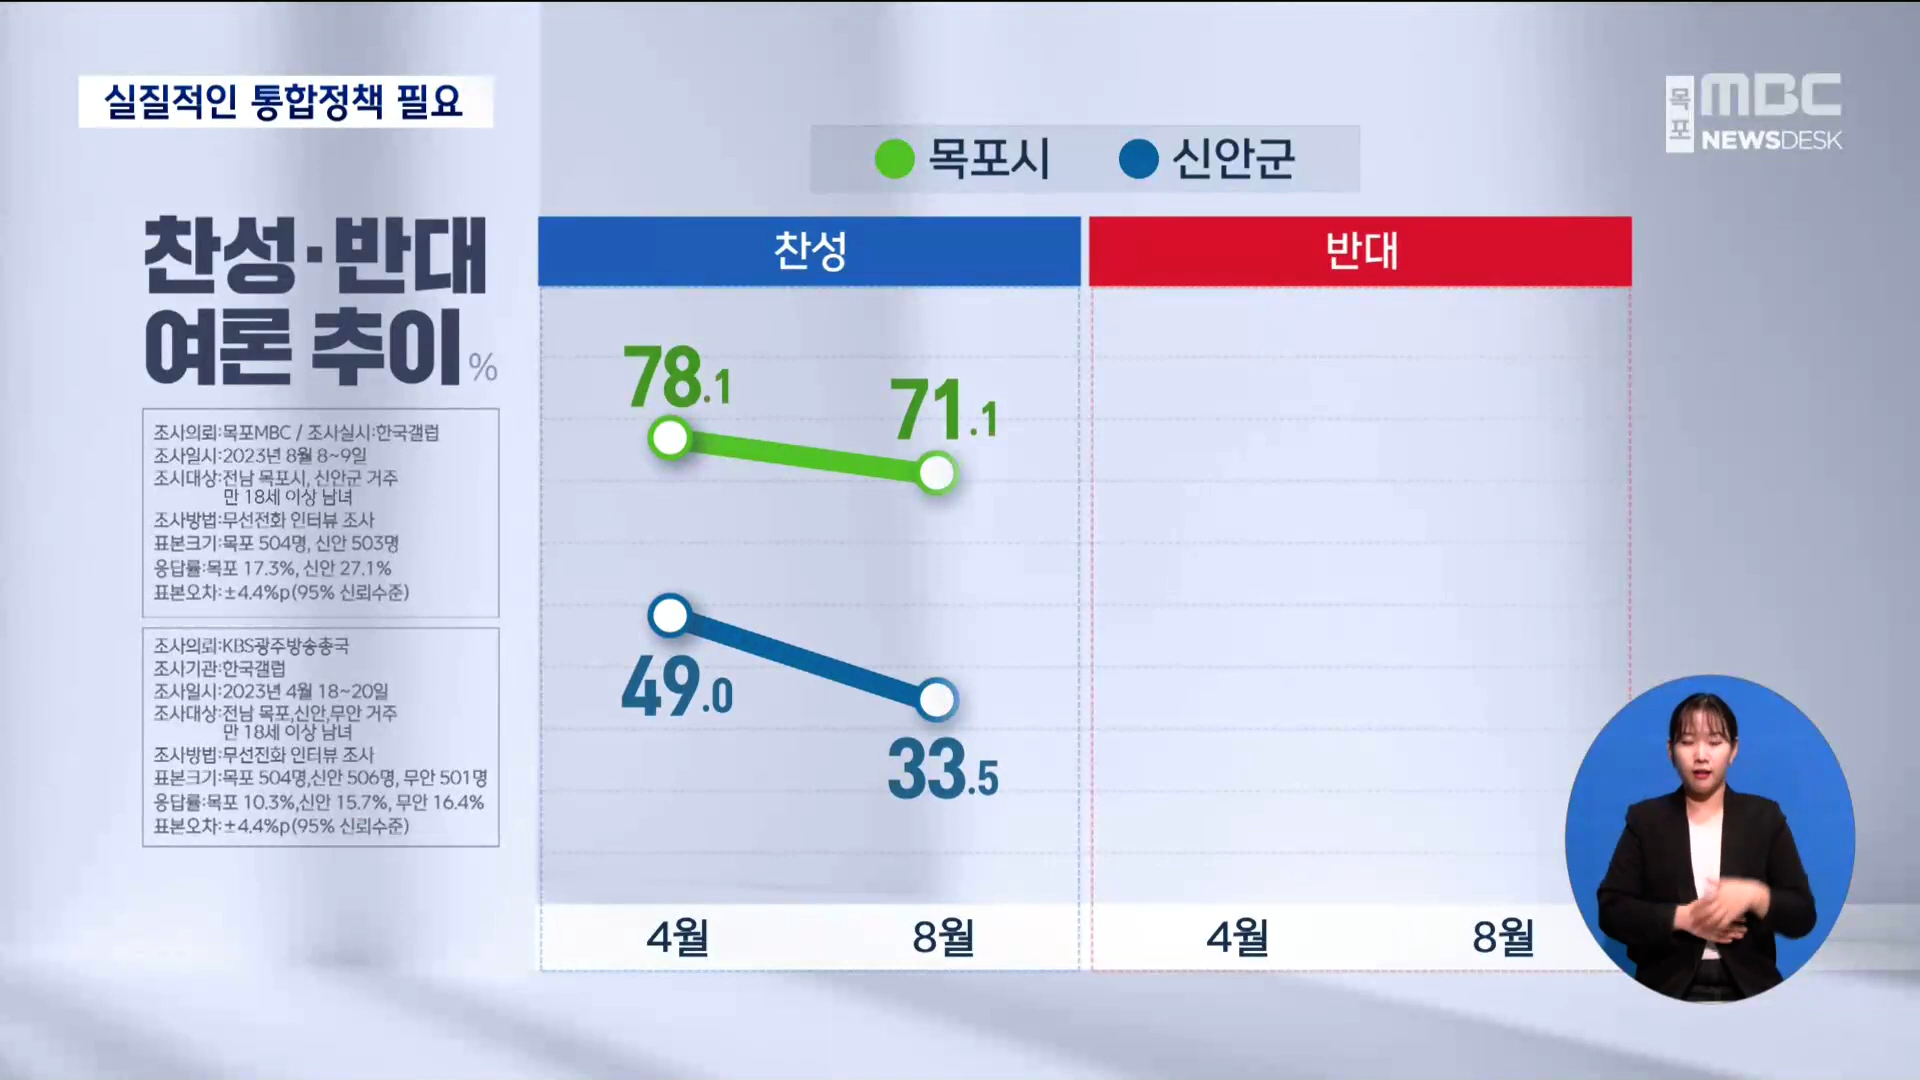 실질적인 통합정책 필요
목포
MBC
NEWSDESK
목포시
신안군
찬성·반대
여론 추이%
찬성
반대
78.1
71.1
49.0
33.5
4월
8월
4월
8월
조사의뢰:목포MBC / 조사실시:한국갤럽
조사일시:2023년 8월 8~9일
조시대상:전남 목포시, 신안군 거주
만 18세 이상 남녀
조사방법:무선전화 인터뷰 조사
표본크기:목포 504명, 신안 503명
응답률:목포 17.3%, 신안 27.1%
표본오차:±4.4%p(95% 신뢰수준)
조사의뢰:KBS광주방송총국
조사기관:한국갤럽
조사일시:2023년 4월 18~20일
조사대상:전남 목포,신안,무안 거주
만 18세 이상 남녀
조사방법:무선진화 인터뷰 조사
표본크기:목포 504명,신안 506명, 무안 501명
응답률:목포 10.3%,신안 15.7%, 무안 16.4%
표본오차:±4.4%p(95% 신뢰수준)